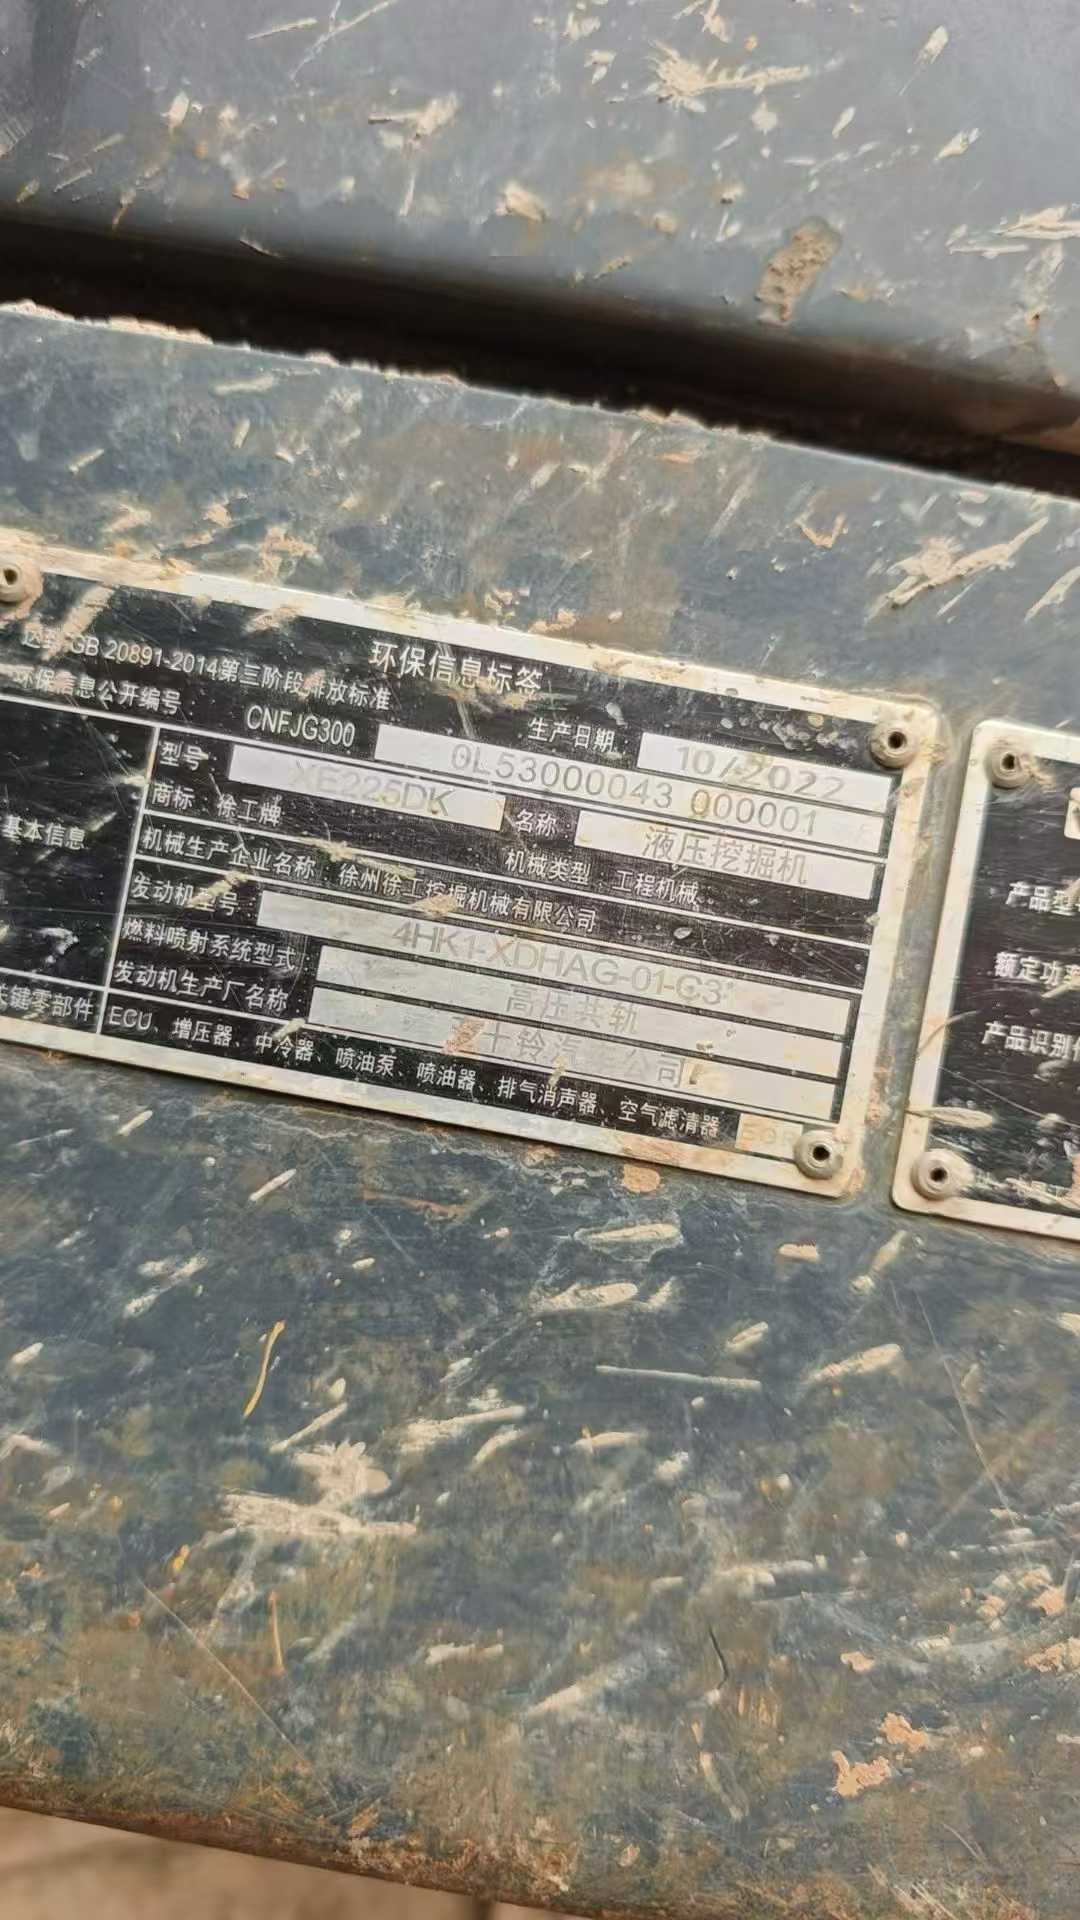 环保信息标签
达到GB 20891-2014第三阶段排放标准
生产日期: 10/2022
环保信息公开编号 CNFJG300 0L53000043 000001
基本信息
型号: XE225DK 名称: 液压挖掘机
商标: 徐工牌 机械类型: 工程机械
机械生产企业名称: 徐州徐工挖掘机械有限公司
发动机型号: 4HK1-XDHAG-01-C3
燃料喷射系统型式 高压共轨
发动机生产厂名称 五十铃汽车公司
关键零部件 ECU、增压器、中冷器、喷油泵、喷油器、排气消声器、空气滤清器 EGR
产品型号
额定功率
产品识别